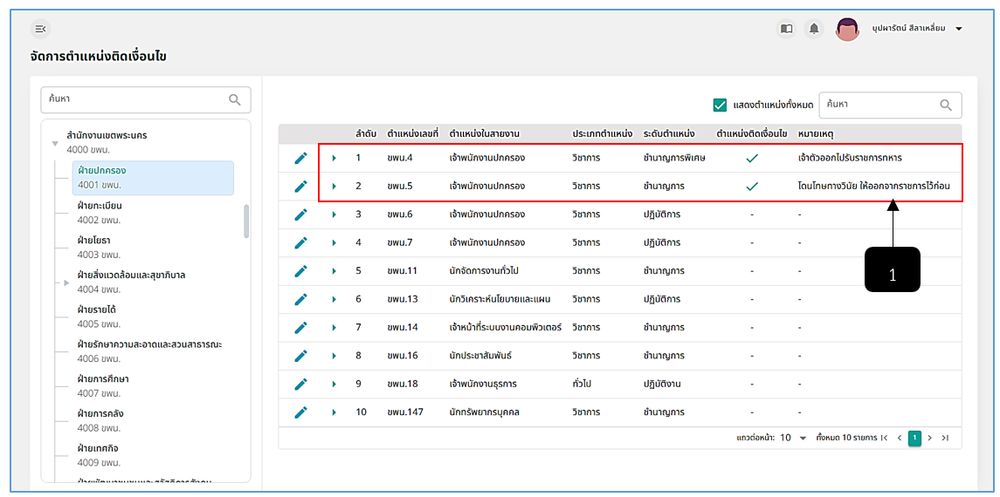 บุปผารัตน์ สีลาเหลี่ยม
จัดการตำแหน่งติดเงื่อนไข
ค้นหา
สำนักงานเขตพระนคร
4000 ขพน.
ฝ่ายปกครอง
4001 ขพน.
ฝ่ายทะเบียน
4002 ขพน.
ฝ่ายโยธา
4003 ขพน.
ฝ่ายสิ่งแวดล้อมและสุขาภิบาล
4004 ขพน.
ฝ่ายรายได้
4005 ขพน.
ฝ่ายรักษาความสะอาดและสวนสาธารณะ
4006 ขพน.
ฝ่ายการศึกษา
4007 ขพน.
ฝ่ายการคลัง
4008 ขพน.
ฝ่ายเทศกิจ
4009 ขพน.
ฝ่ายพัฒนาชุมชนและสวัสดิการสังคม
แสดงตำแหน่งทั้งหมด ค้นหา
ลำดับ ตำแหน่งเลขที่ ตำแหน่งในสายงาน ประเภทตำแหน่ง ระดับตำแหน่ง ตำแหน่งติดเงื่อนไข หมายเหตุ
1 ขพน.4 เจ้าพนักงานปกครอง วิชาการ ชำนาญการพิเศษ เจ้าตัวออกไปรับราชการทหาร
2 ขพน.5 เจ้าพนักงานปกครอง วิชาการ ชำนาญการ โดนโทษทางวินัย ให้ออกจากราชการไว้ก่อน
3 ขพน.6 เจ้าพนักงานปกครอง วิชาการ ปฏิบัติการ - -
4 ขพน.7 เจ้าพนักงานปกครอง วิชาการ ปฏิบัติการ - -
5 ขพน.11 นักจัดการงานทั่วไป วิชาการ ชำนาญการ - -
6 ขพน.13 นักวิเคราะห์นโยบายและแผน วิชาการ ปฏิบัติการ - -
7 ขพน.14 เจ้าหน้าที่ระบบงานคอมพิวเตอร์ วิชาการ ชำนาญการ - -
8 ขพน.16 นักประชาสัมพันธ์ วิชาการ ชำนาญการ - -
9 ขพน.18 เจ้าพนักงานธุรการ ทั่วไป ปฏิบัติงาน - -
10 ขพน.147 นักทรัพยากรบุคคล วิชาการ ชำนาญการ - -
1
แถวต่อหน้า: 10 ทั้งหมด 10 รายการ 1